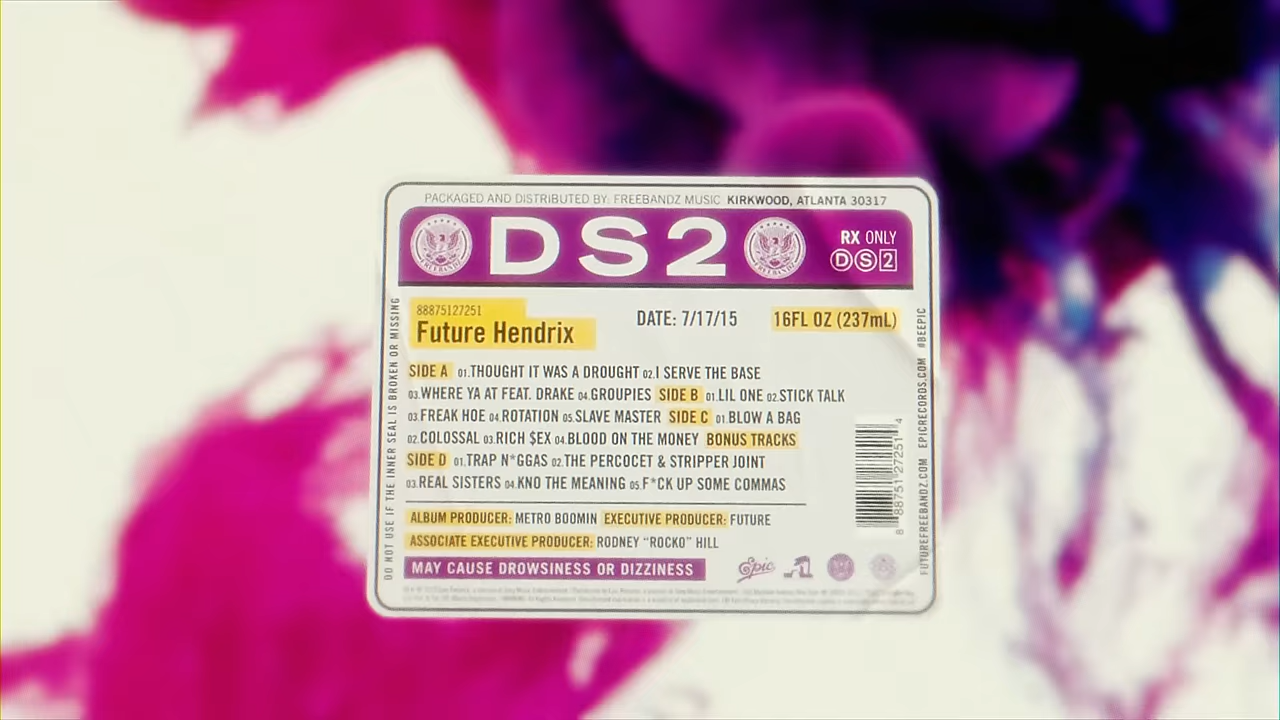 PACKAGED AND DISTRIBUTED BY: FREEBANDZ MUSIC KIRKWOOD, ATLANTA 30317
DS2
FREEBANDZ
FREEBANDZ
RX ONLY
DS2
88875127251
Future Hendrix
DATE: 7/17/15
16FL OZ (237mL)
SIDE A 01.THOUGHT IT WAS A DROUGHT 02.I SERVE THE BASE
03.WHERE YA AT FEAT. DRAKE 04.GROUPIES SIDE B 01.LIL ONE 02.STICK TALK
03.FREAK HOE 04.ROTATION 05.SLAVE MASTER SIDE C 01.BLOW A BAG
02.COLOSSAL 03.RICH $EX 04.BLOOD ON THE MONEY BONUS TRACKS
SIDE D 01.TRAP N*GGAS 02.THE PERCOCET & STRIPPER JOINT
03.REAL SISTERS 04.KNO THE MEANING 05.F*CK UP SOME COMMAS
ALBUM PRODUCER: METRO BOOMIN EXECUTIVE PRODUCER: FUTURE
ASSOCIATE EXECUTIVE PRODUCER: RODNEY "ROCKO" HILL
MAY CAUSE DROWSINESS OR DIZZINESS
Epic
A1
DO NOT USE IF THE INNER SEAL IS BROKEN OR MISSING
8 88751 27251 4
FUTUREFREEBANDZ.COM EPICRECORDS.COM #BEEPIC